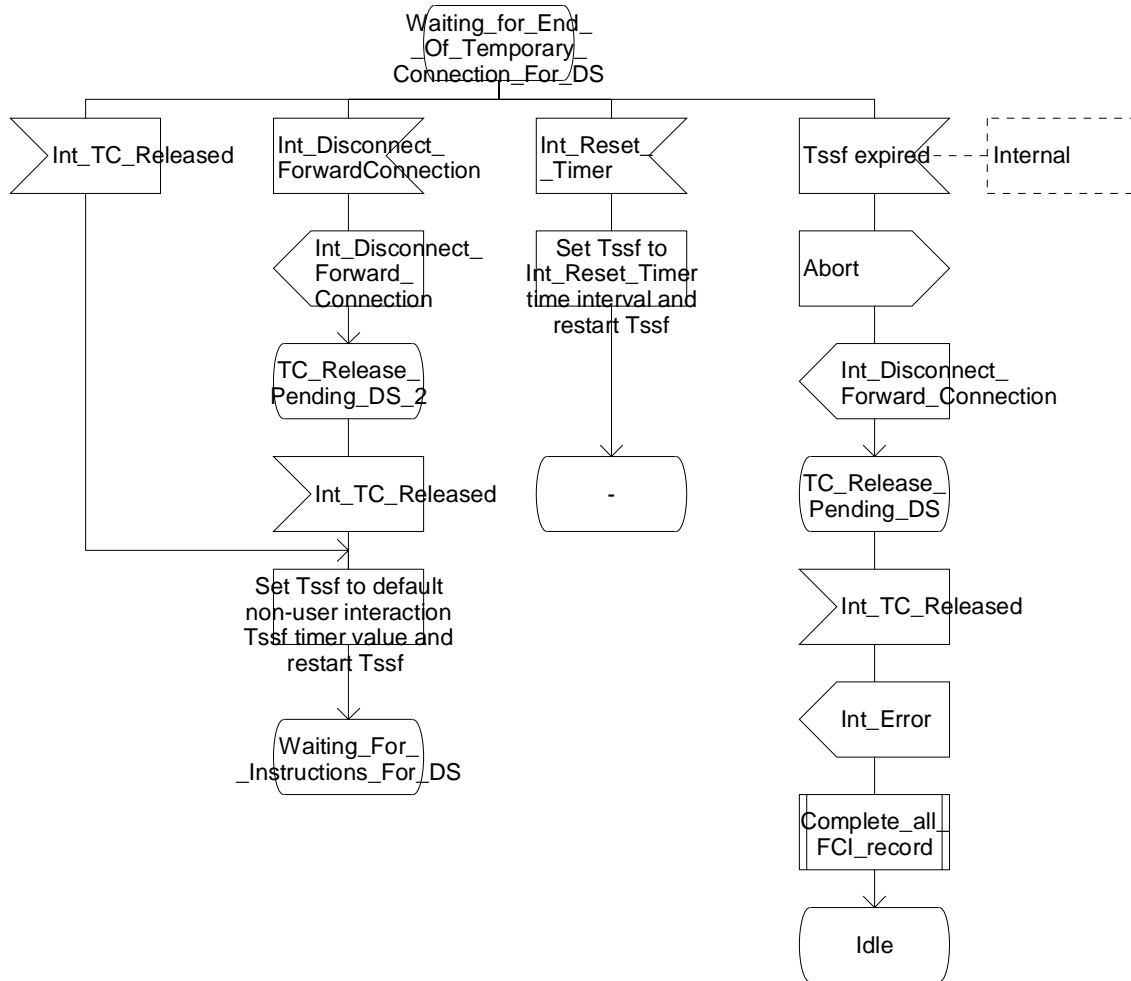 Waiting_for_End_
_Of_Temporary_
Connection_For_DS
Int_TC_Released
Int_Disconnect_
ForwardConnection
Int_Reset_
_Timer
Tssf expired
Internal
Int_Disconnect_
Forward_
Connection
Set Tssf to
Int_Reset_Timer
time interval and
restart Tssf
Abort
TC_Release_
Pending_DS_2
Int_Disconnect_
Forward_Connection
Int_TC_Released
-
TC_Release_
Pending_DS
Set Tssf to default
non-user interaction
Tssf timer value and
restart Tssf
Int_TC_Released
Waiting_For_
_Instructions_For_DS
Int_Error
Complete_all_
FCI_record
Idle